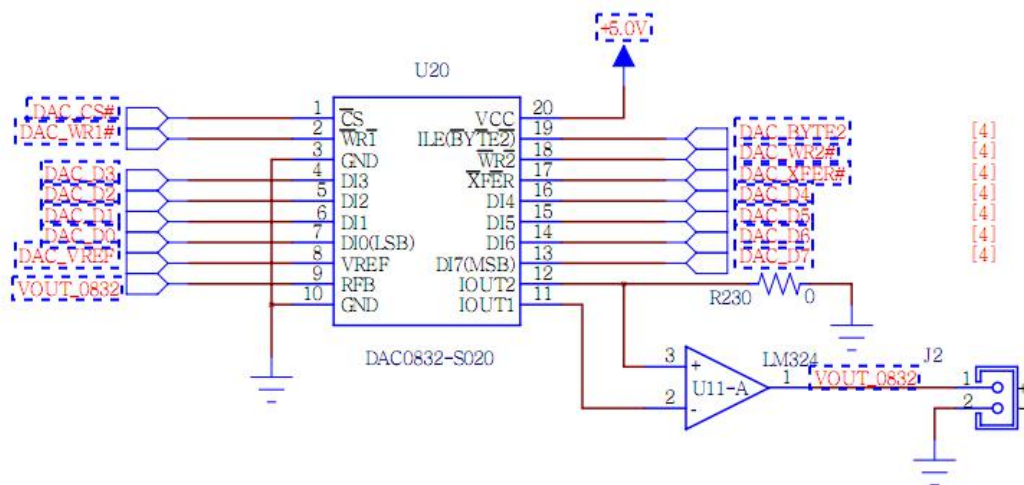 +5.0V
U20
DAC_CS# 1 CS VCC 20
DAC_WR1# 2 WR1 ILE(BYTE2) 19 DAC_BYTE2 [4]
3 GND WR2 18 DAC_WR2# [4]
DAC_D3 4 DI3 XFER 17 DAC_XFER# [4]
DAC_D2 5 DI2 DI4 16 DAC_D4 [4]
DAC_D1 6 DI1 DI5 15 DAC_D5 [4]
DAC_D0 7 DI0(LSB) DI6 14 DAC_D6 [4]
DAC_VREF 8 VREF DI7(MSB) 13 DAC_D7 [4]
VOUT_0832 9 RFB IOUT2 12
10 GND IOUT1 11
R230 0
DAC0832-SO20
LM324
J2
3 +
U11-A
1 VOUT_0832 1
2 -
2